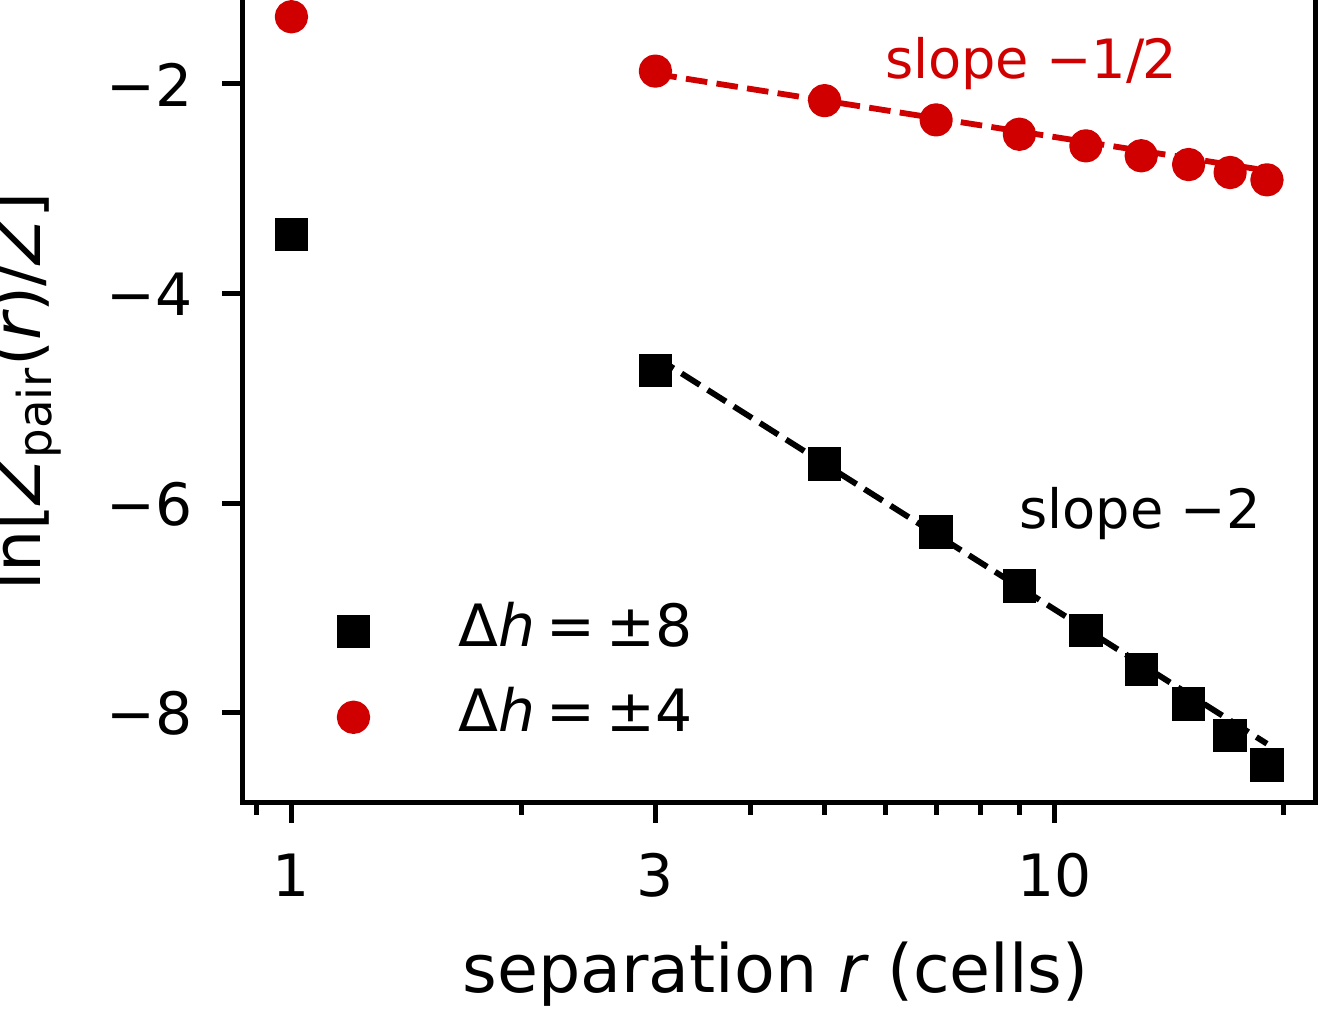 slope −1/2
−2
−4
−6
−8
ln[Zpair(r)/Z]
slope −2
Δh = ±8
Δh = ±4
1 3 10
separation r (cells)